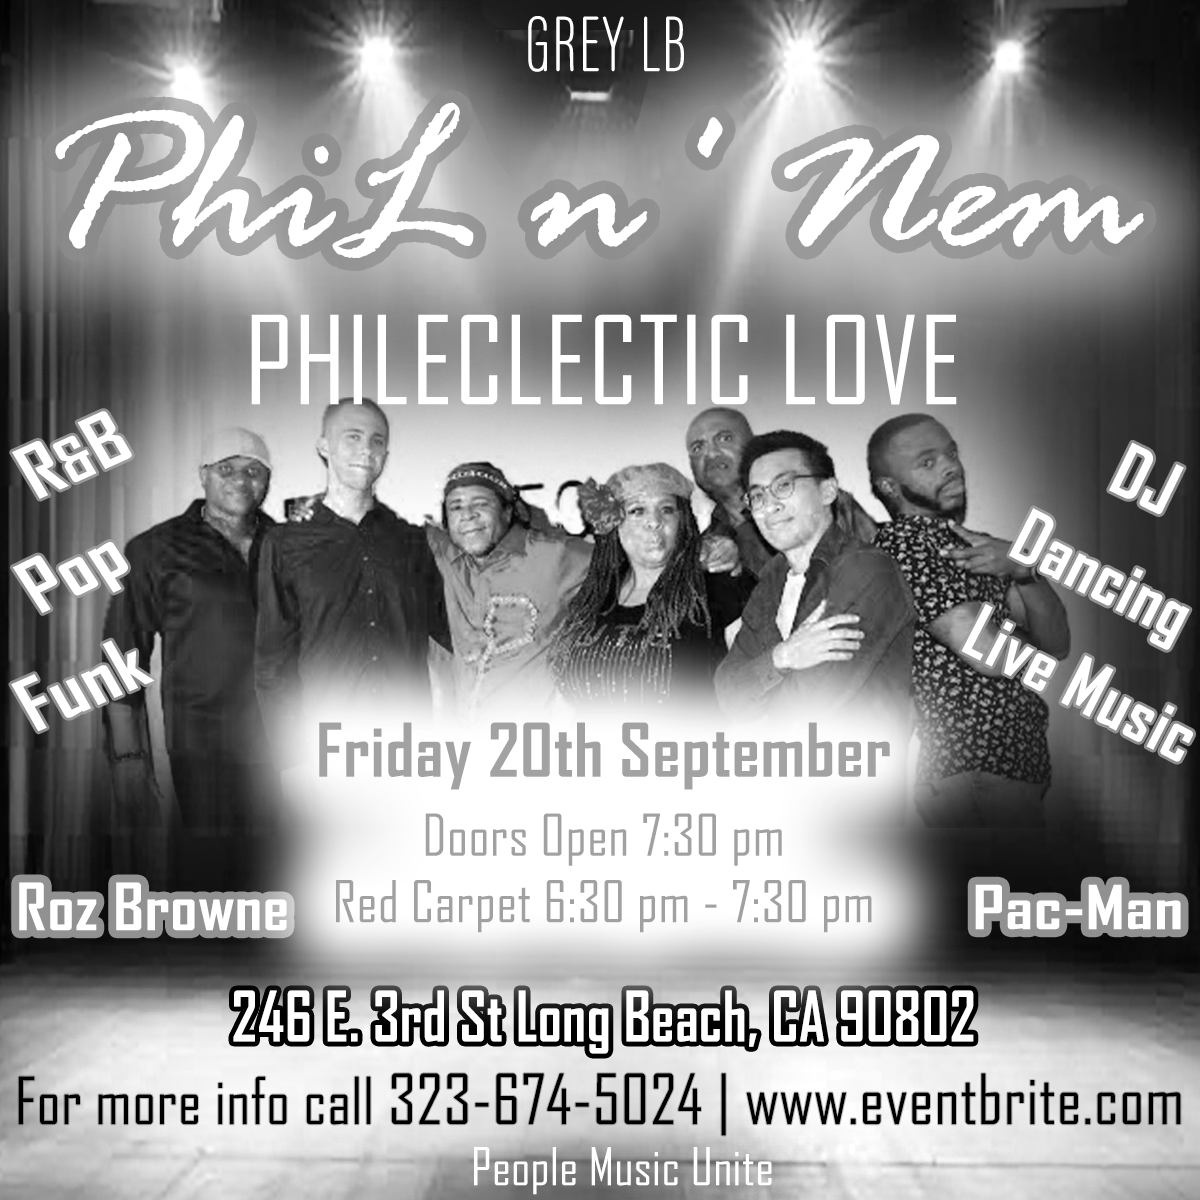 GREY LB
PhiL n' Nem
PHILECLECTIC LOVE
R&B
Pop
Funk
DJ
Dancing
Live Music
Friday 20th September
Doors Open 7:30 pm
Red Carpet 6:30 pm - 7:30 pm
Roz Browne
Pac-Man
246 E. 3rd St Long Beach, CA 90802
For more info call 323-674-5024 | www.eventbrite.com
People Music Unite